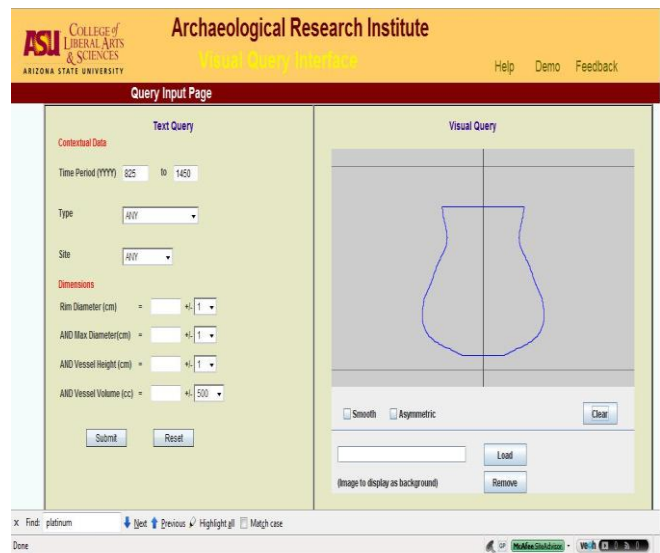 ASU COLLEGE of
LIBERAL ARTS
& SCIENCES
ARIZONA STATE UNIVERSITY
Archaeological Research Institute
Visual Query Interface
Help Demo Feedback
Query Input Page
Text Query
Contextual Data
Time Period (YYYY) 825 to 1450
Type ANY
Site ANY
Dimensions
Rim Diameter (cm) = +/- 1
AND Max Diameter(cm) = +/- 1
AND Vessel Height (cm) = +/- 1
AND Vessel Volume (cc) = +/- 500
Submit Reset
Visual Query
Smooth Asymmetric Clear
Load
(Image to display as background) Remove
x Find: platinum Next Previous Highlight all Match case
Done GP McAfee SiteAdvisor